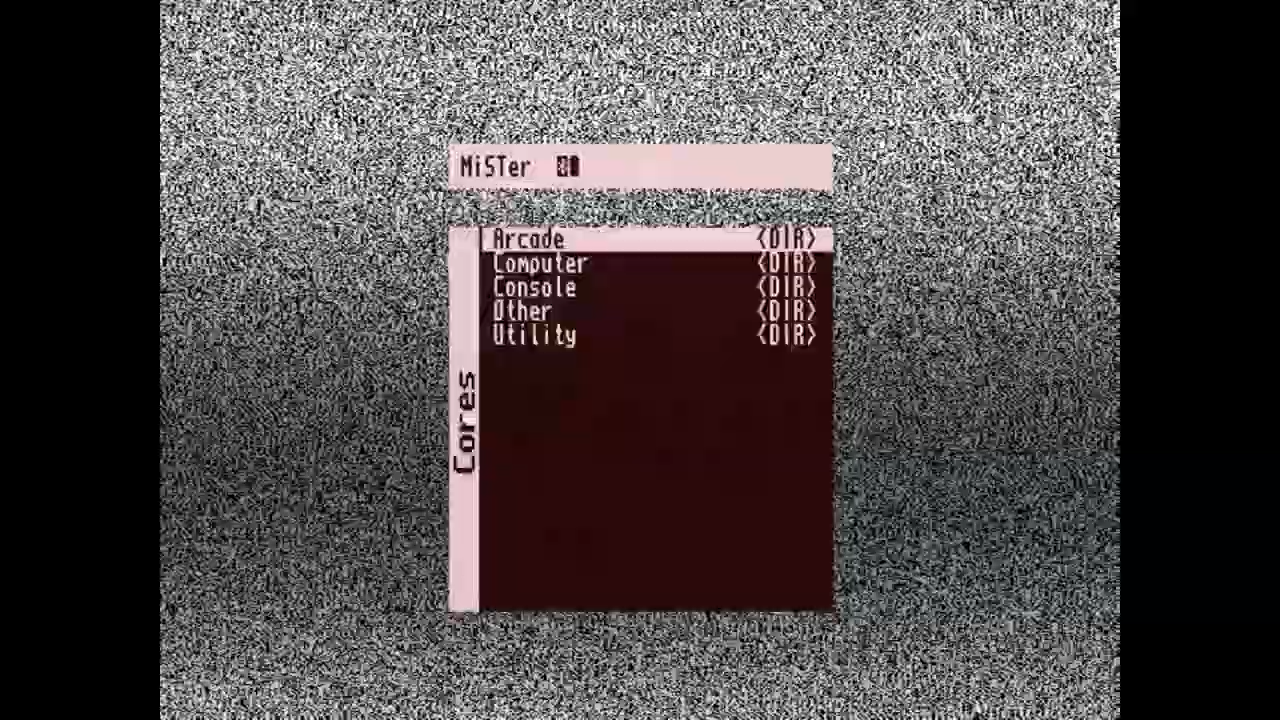 MiSTer
Arcade <DIR>
Computer <DIR>
Console <DIR>
Other <DIR>
Utility <DIR>
Cores